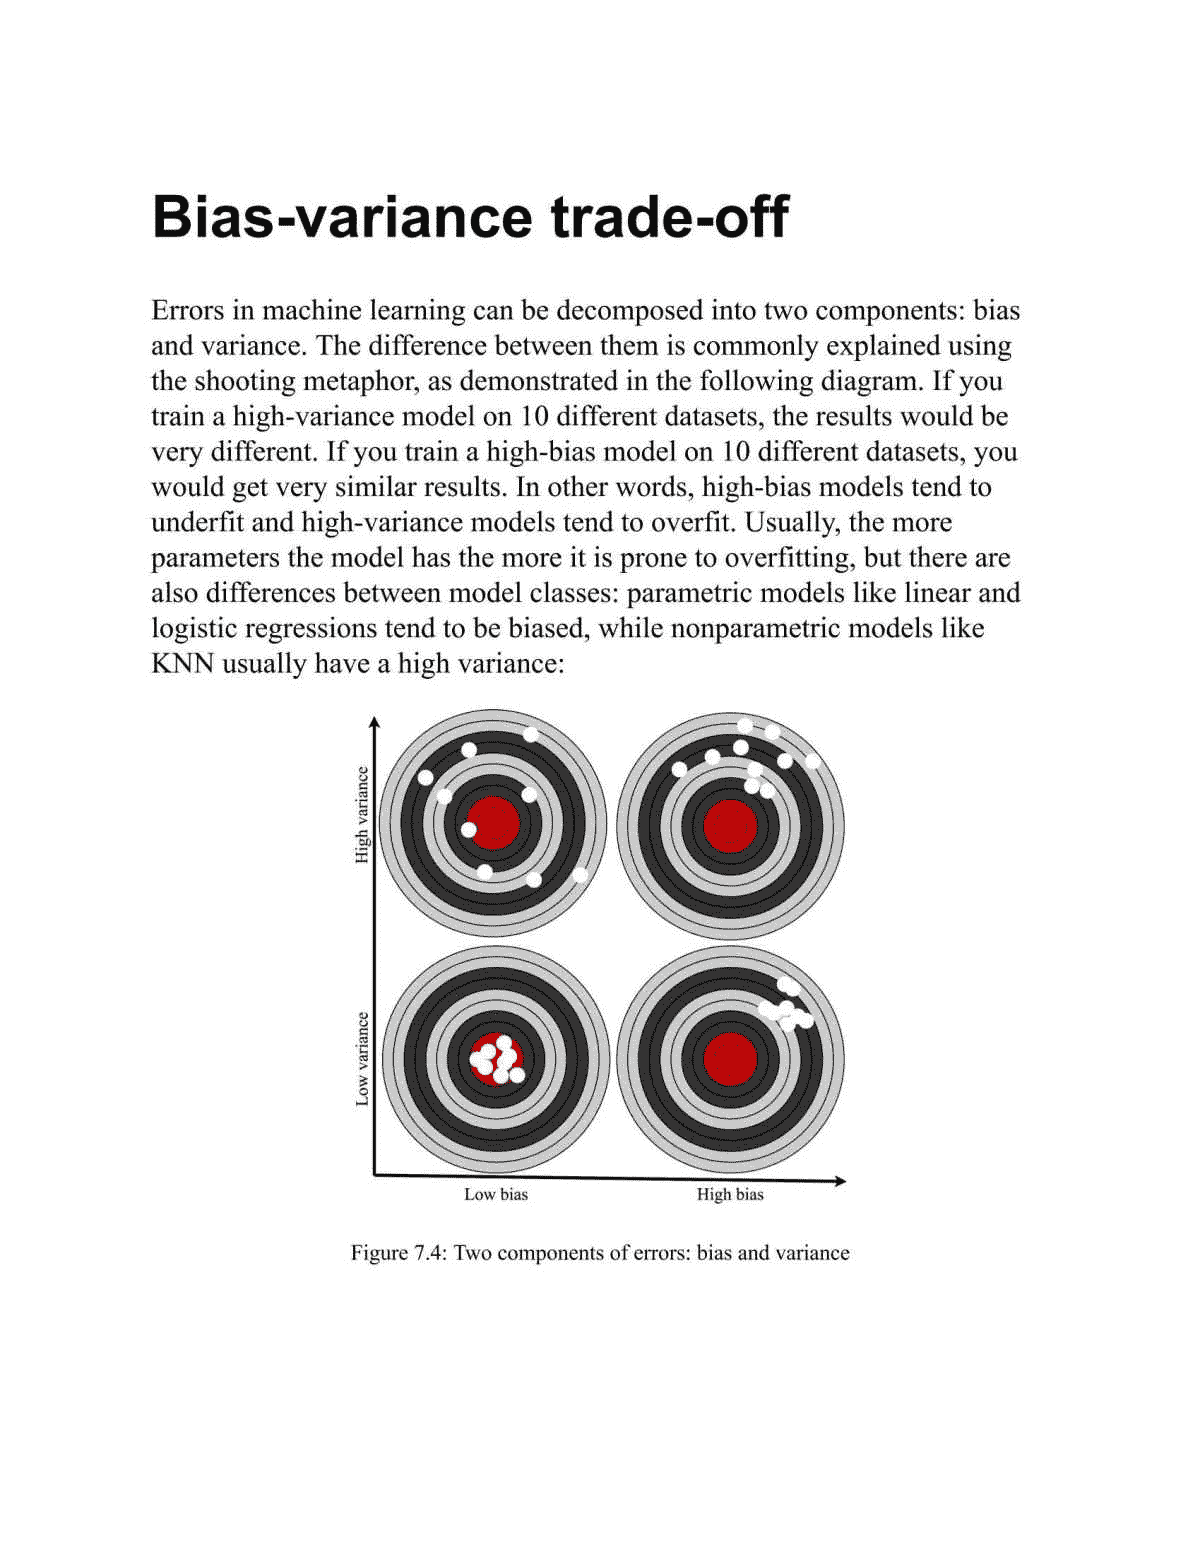 Bias-variance trade-off
Errors in machine learning can be decomposed into two components: bias
and variance. The difference between them is commonly explained using
the shooting metaphor, as demonstrated in the following diagram. If you
train a high-variance model on 10 different datasets, the results would be
very different. If you train a high-bias model on 10 different datasets, you
would get very similar results. In other words, high-bias models tend to
underfit and high-variance models tend to overfit. Usually, the more
parameters the model has the more it is prone to overfitting, but there are
also differences between model classes: parametric models like linear and
logistic regressions tend to be biased, while nonparametric models like
KNN usually have a high variance:
High variance
Low variance
Low bias
High bias
Figure 7.4: Two components of errors: bias and variance